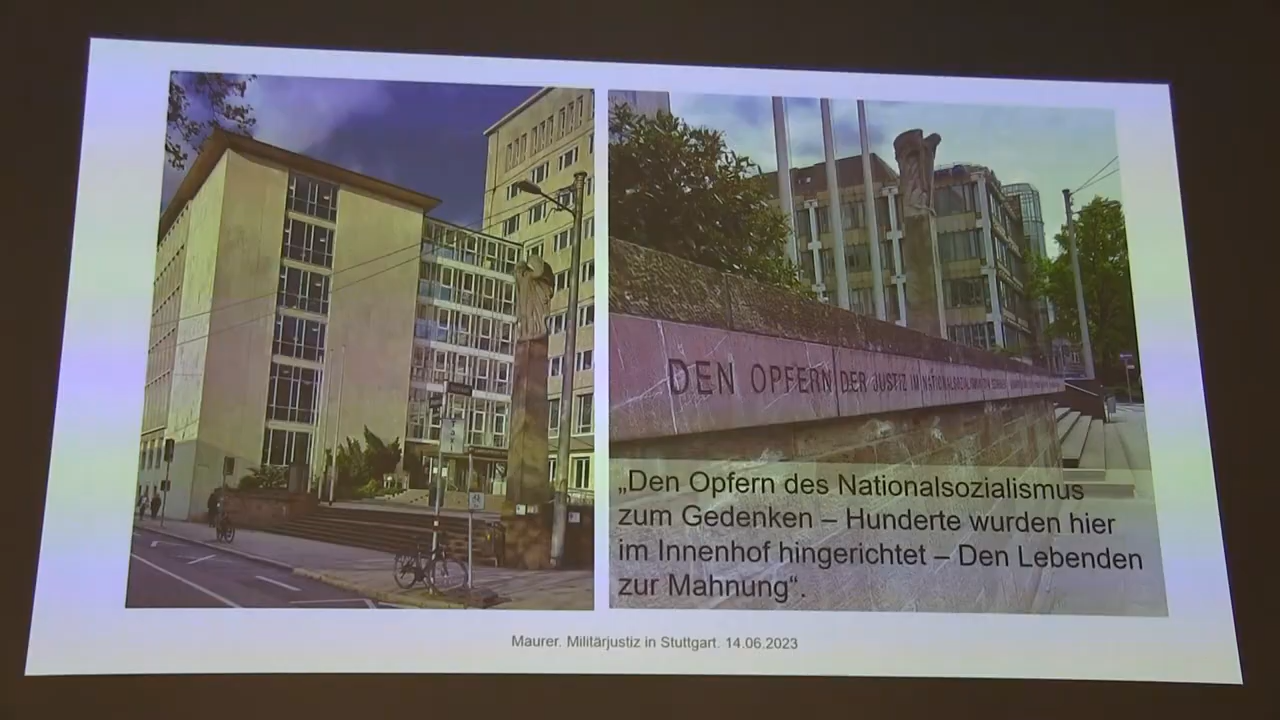 DEN OPFERN DER JUSTIZ IM NATIONALSOZIALISMUS
„Den Opfern des Nationalsozialismus
zum Gedenken – Hunderte wurden hier
im Innenhof hingerichtet – Den Lebenden
zur Mahnung“.
Maurer. Militärjustiz in Stuttgart. 14.06.2023